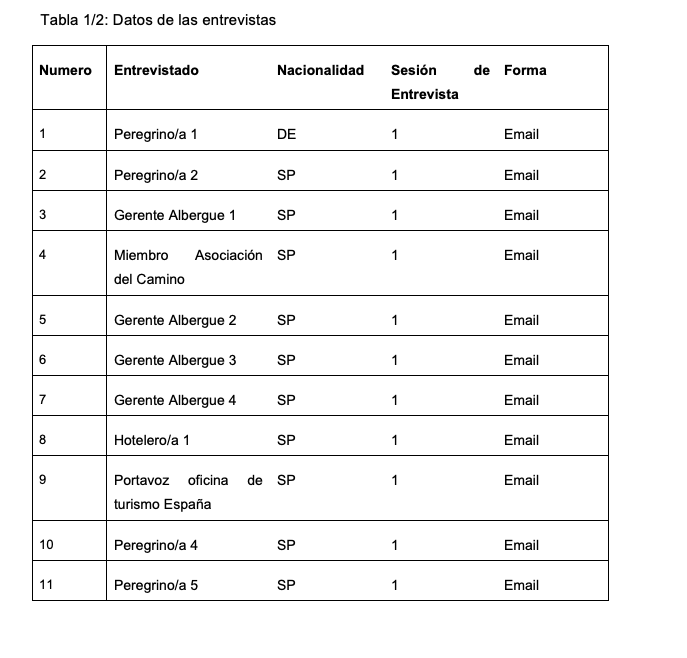 Tabla 1/2: Datos de las entrevistas
Numero Entrevistado Nacionalidad Sesión de Forma
Entrevista
1 Peregrino/a 1 DE 1 Email
2 Peregrino/a 2 SP 1 Email
3 Gerente Albergue 1 SP 1 Email
4 Miembro Asociación SP 1 Email
del Camino
5 Gerente Albergue 2 SP 1 Email
6 Gerente Albergue 3 SP 1 Email
7 Gerente Albergue 4 SP 1 Email
8 Hotelero/a 1 SP 1 Email
9 Portavoz oficina de SP 1 Email
turismo España
10 Peregrino/a 4 SP 1 Email
11 Peregrino/a 5 SP 1 Email